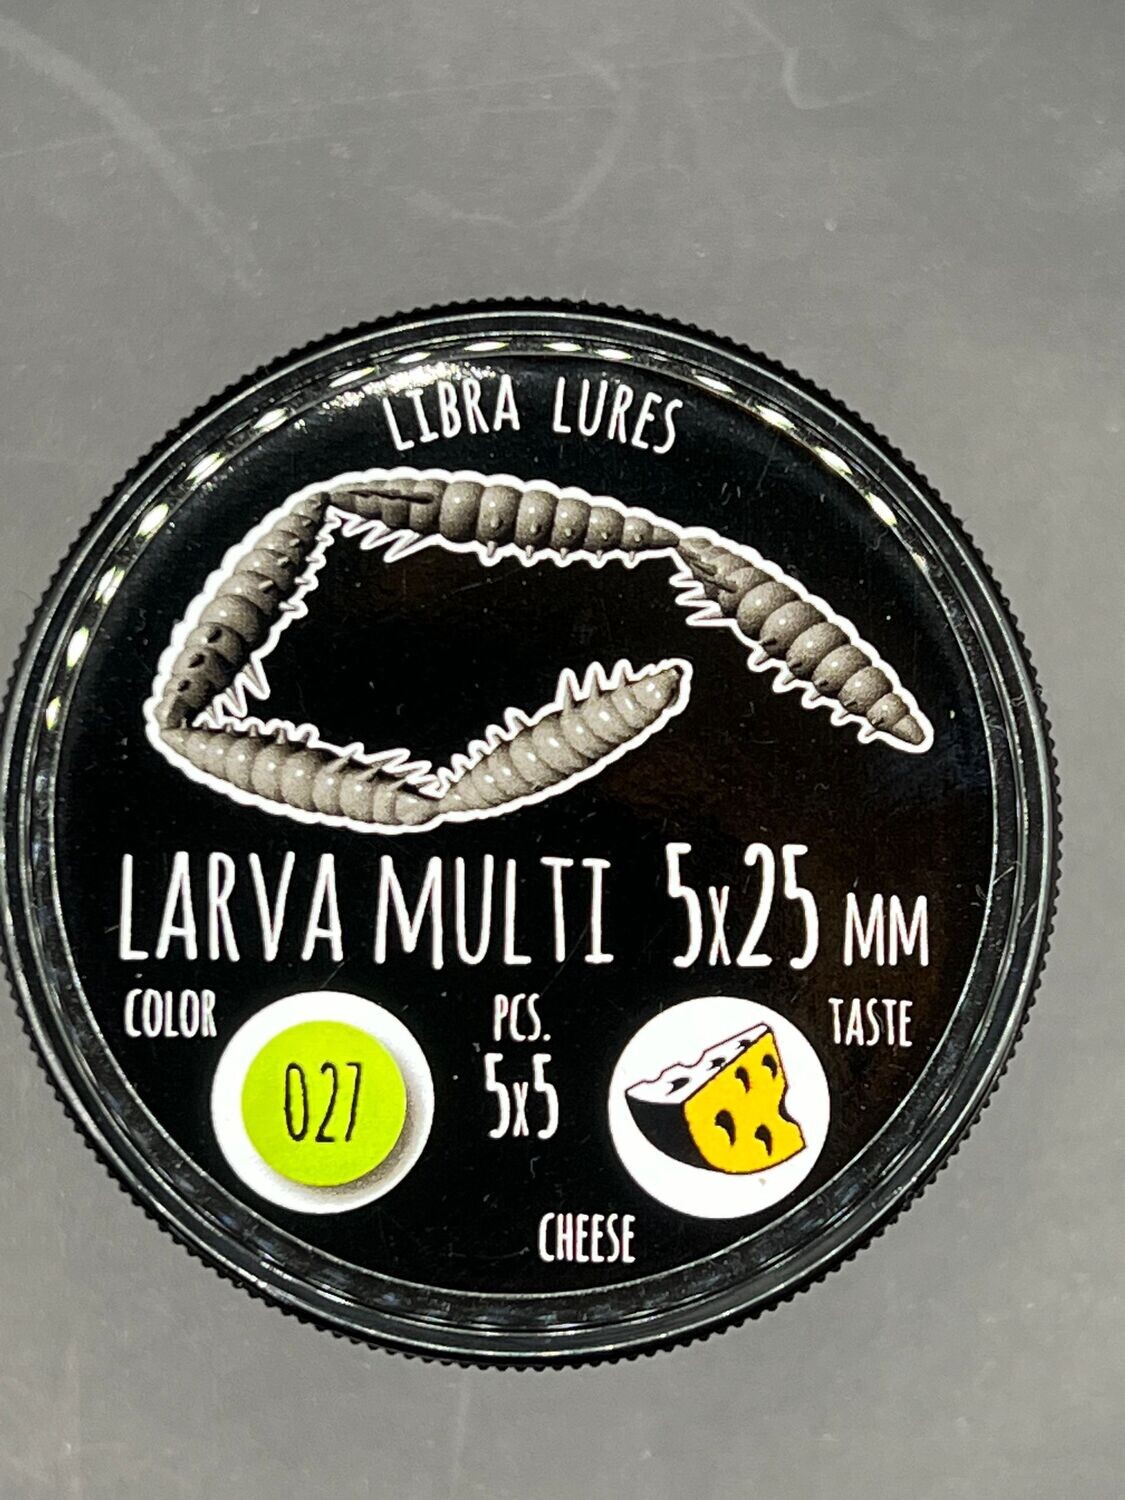 LIBRA LURES
LARVA MULTI 5x25 MM
COLOR
027
PCS.
5x5
TASTE
CHEESE